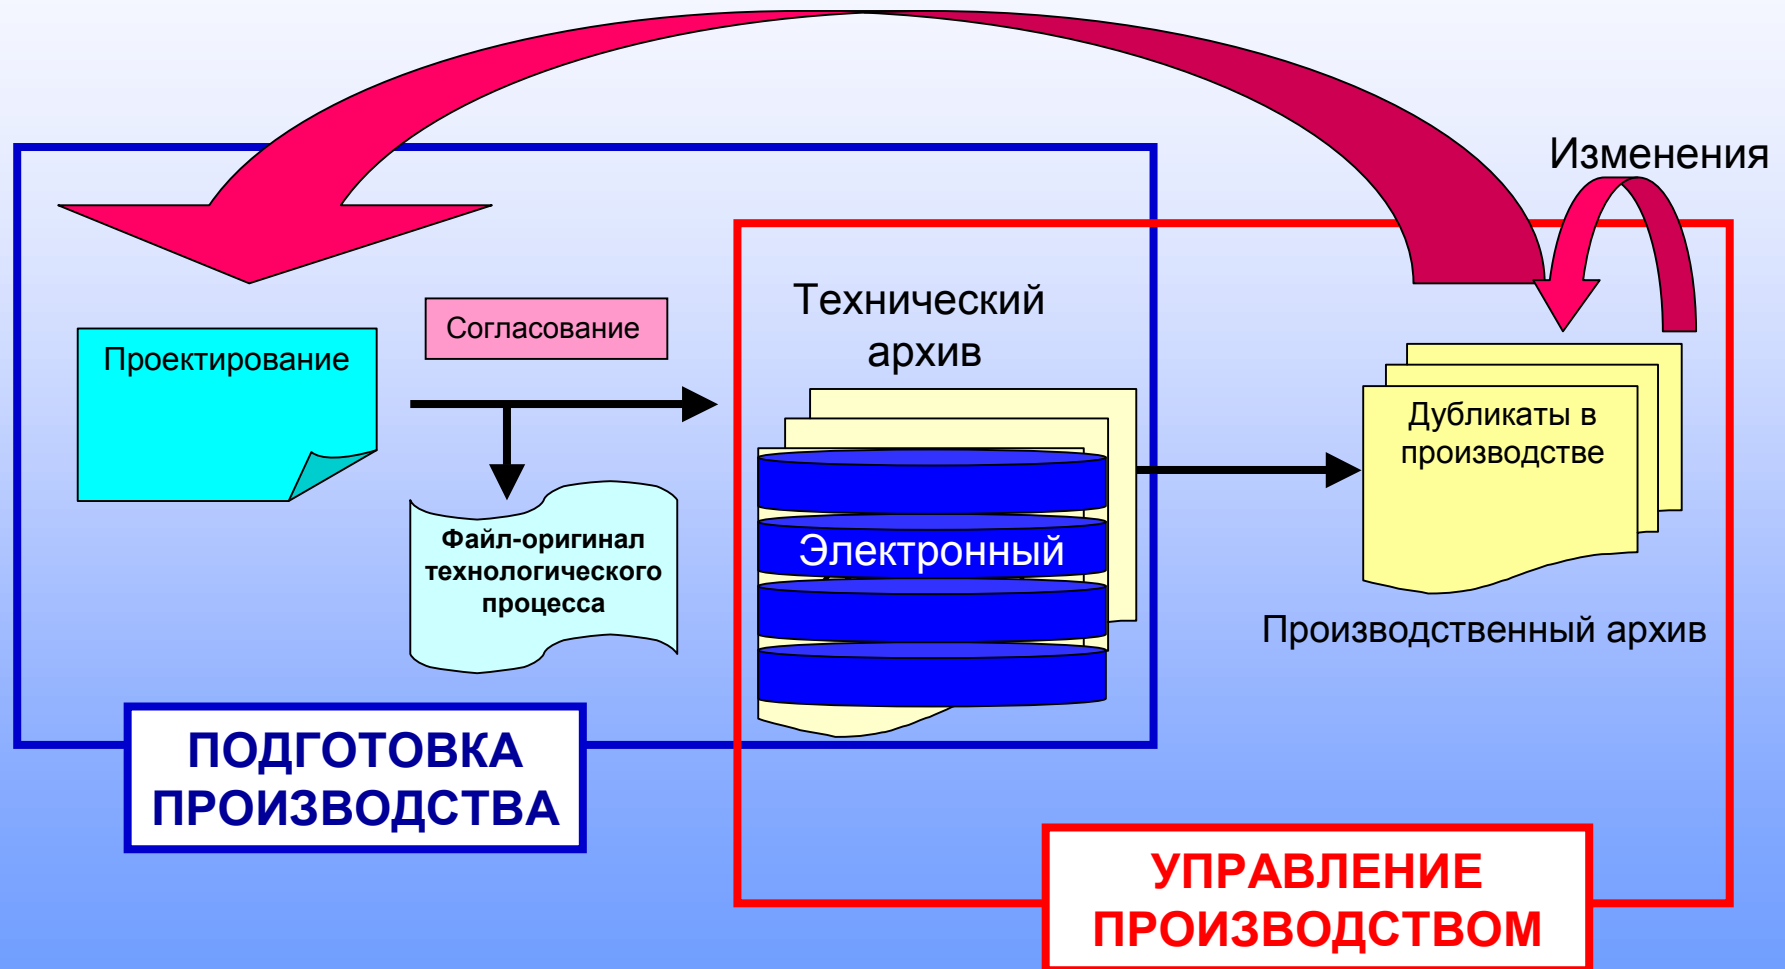 Изменения
Технический
архив
Согласование
Проектирование
Дубликаты в
производстве
Файл-оригинал
технологического
процесса
Электронный
Производственный архив
ПОДГОТОВКА
ПРОИЗВОДСТВА
УПРАВЛЕНИЕ
ПРОИЗВОДСТВОМ